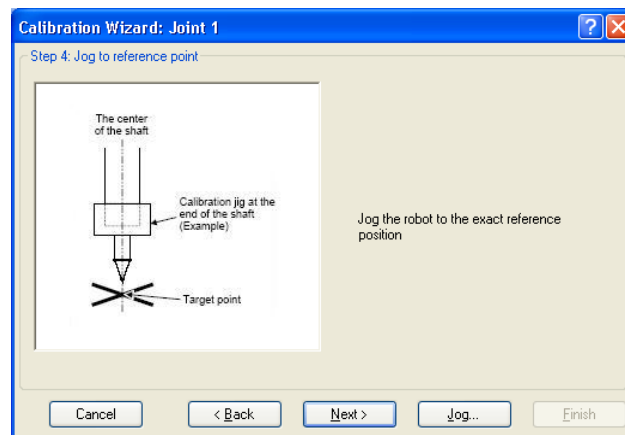 Calibration Wizard: Joint 1
Step 4: Jog to reference point
The center
of the shaft
Calibration jig at the
end of the shaft
(Example)
Target point
Jog the robot to the exact reference
position
Cancel
< Back
Next >
Jog...
Finish